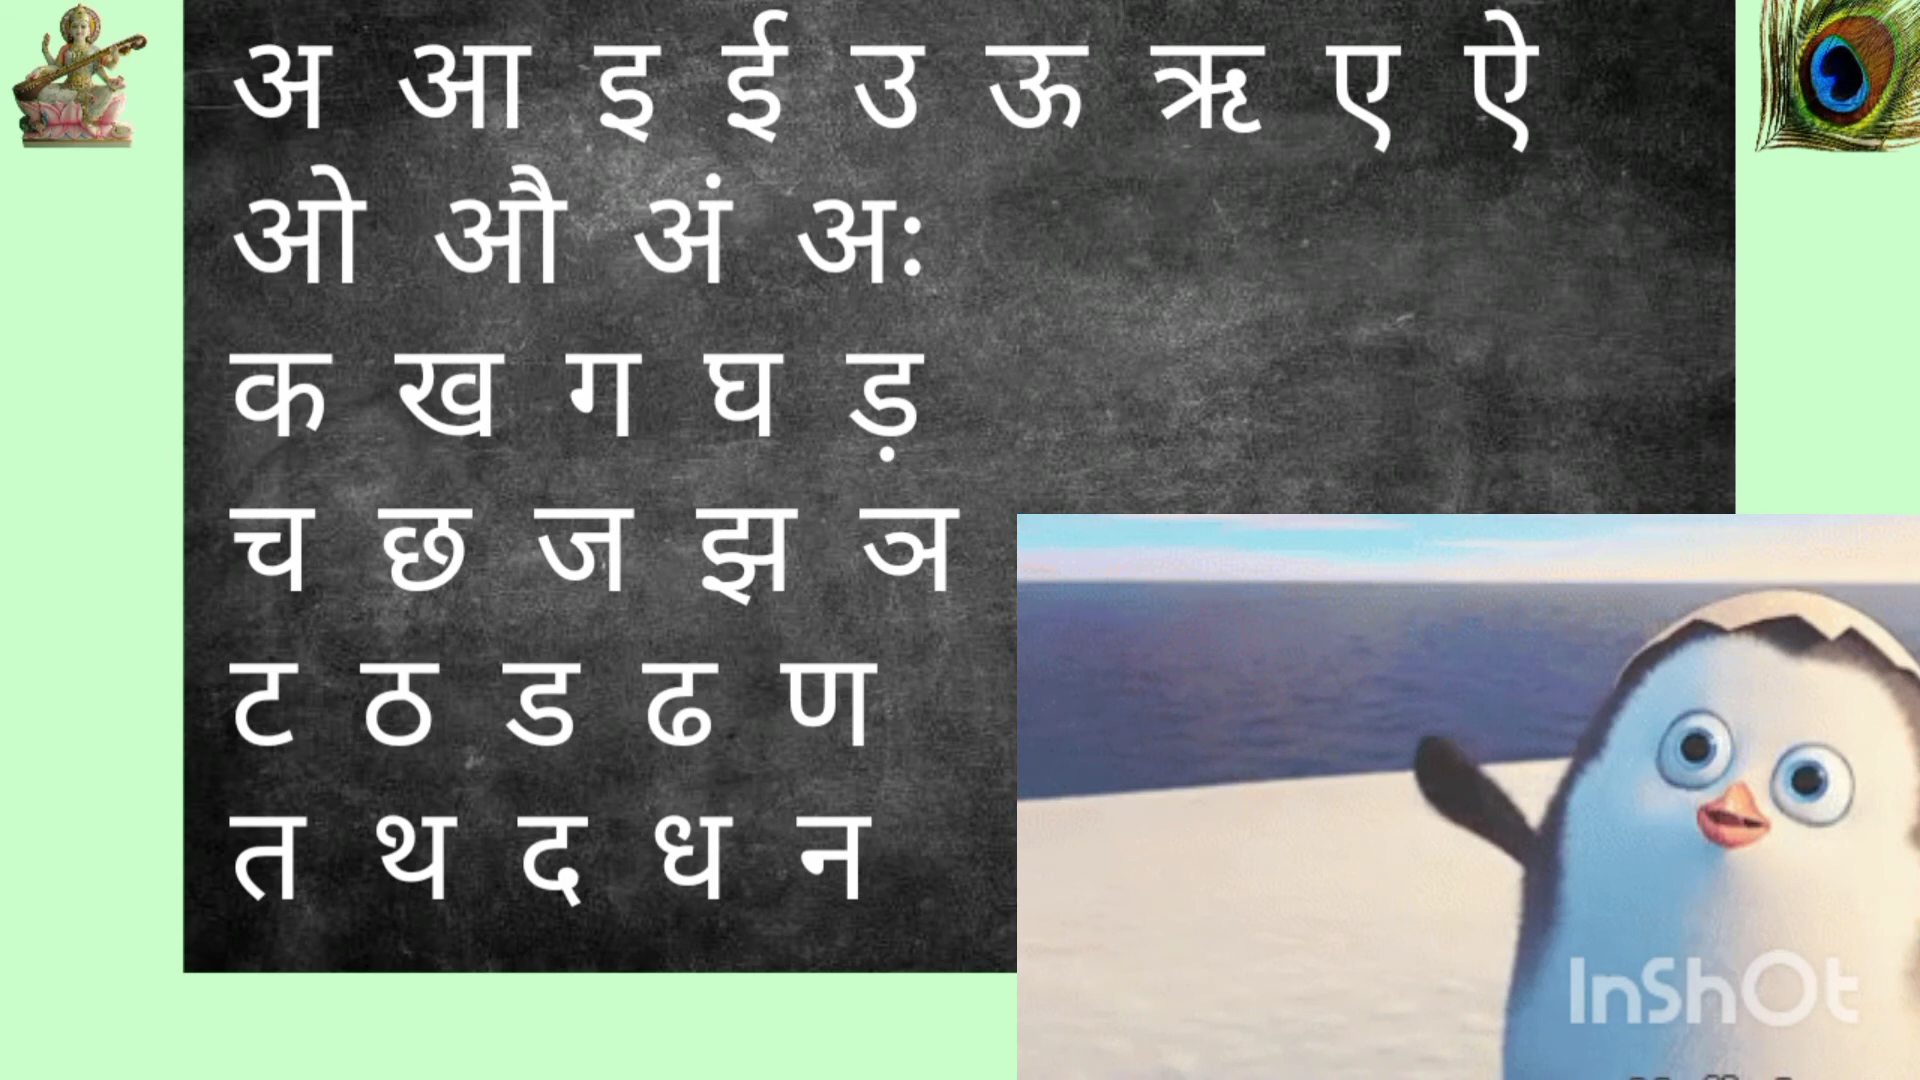 अ आ इ ई उ ऊ ऋ ए ऐ
ओ औ अं अः
क ख ग घ ड़
च छ ज झ ञ
ट ठ ड ढ ण
त थ द ध न
InShOt